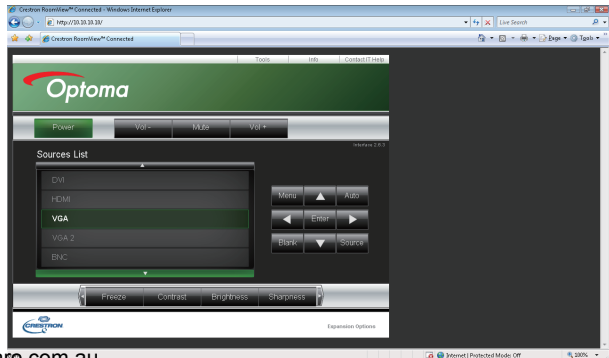 Crestron RoomView™ Connected - Windows Internet Explorer
http://10.10.10.10/
Live Search
Crestron RoomView™ Connected
Page
Tools
Tools
Info
Contact IT Help
Optoma
Power
Vol -
Mute
Vol +
Interface 2.6.3
Sources List
DVI
HDMI
VGA
VGA 2
BNC
Menu
Auto
Enter
Blank
Source
Freeze
Contrast
Brightness
Sharpness
CRESTRON
Expansion Options
com.au
Internet | Protected Mode: Off
100%